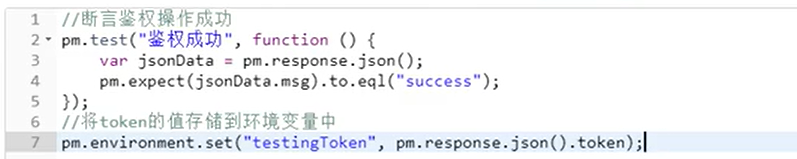 1 //断言鉴权操作成功
2 pm.test("鉴权成功", function () {
3 var jsonData = pm.response.json();
4 pm.expect(jsonData.msg).to.eql("success");
5 });
6 //将token的值存储到环境变量中
7 pm.environment.set("testingToken", pm.response.json().token);